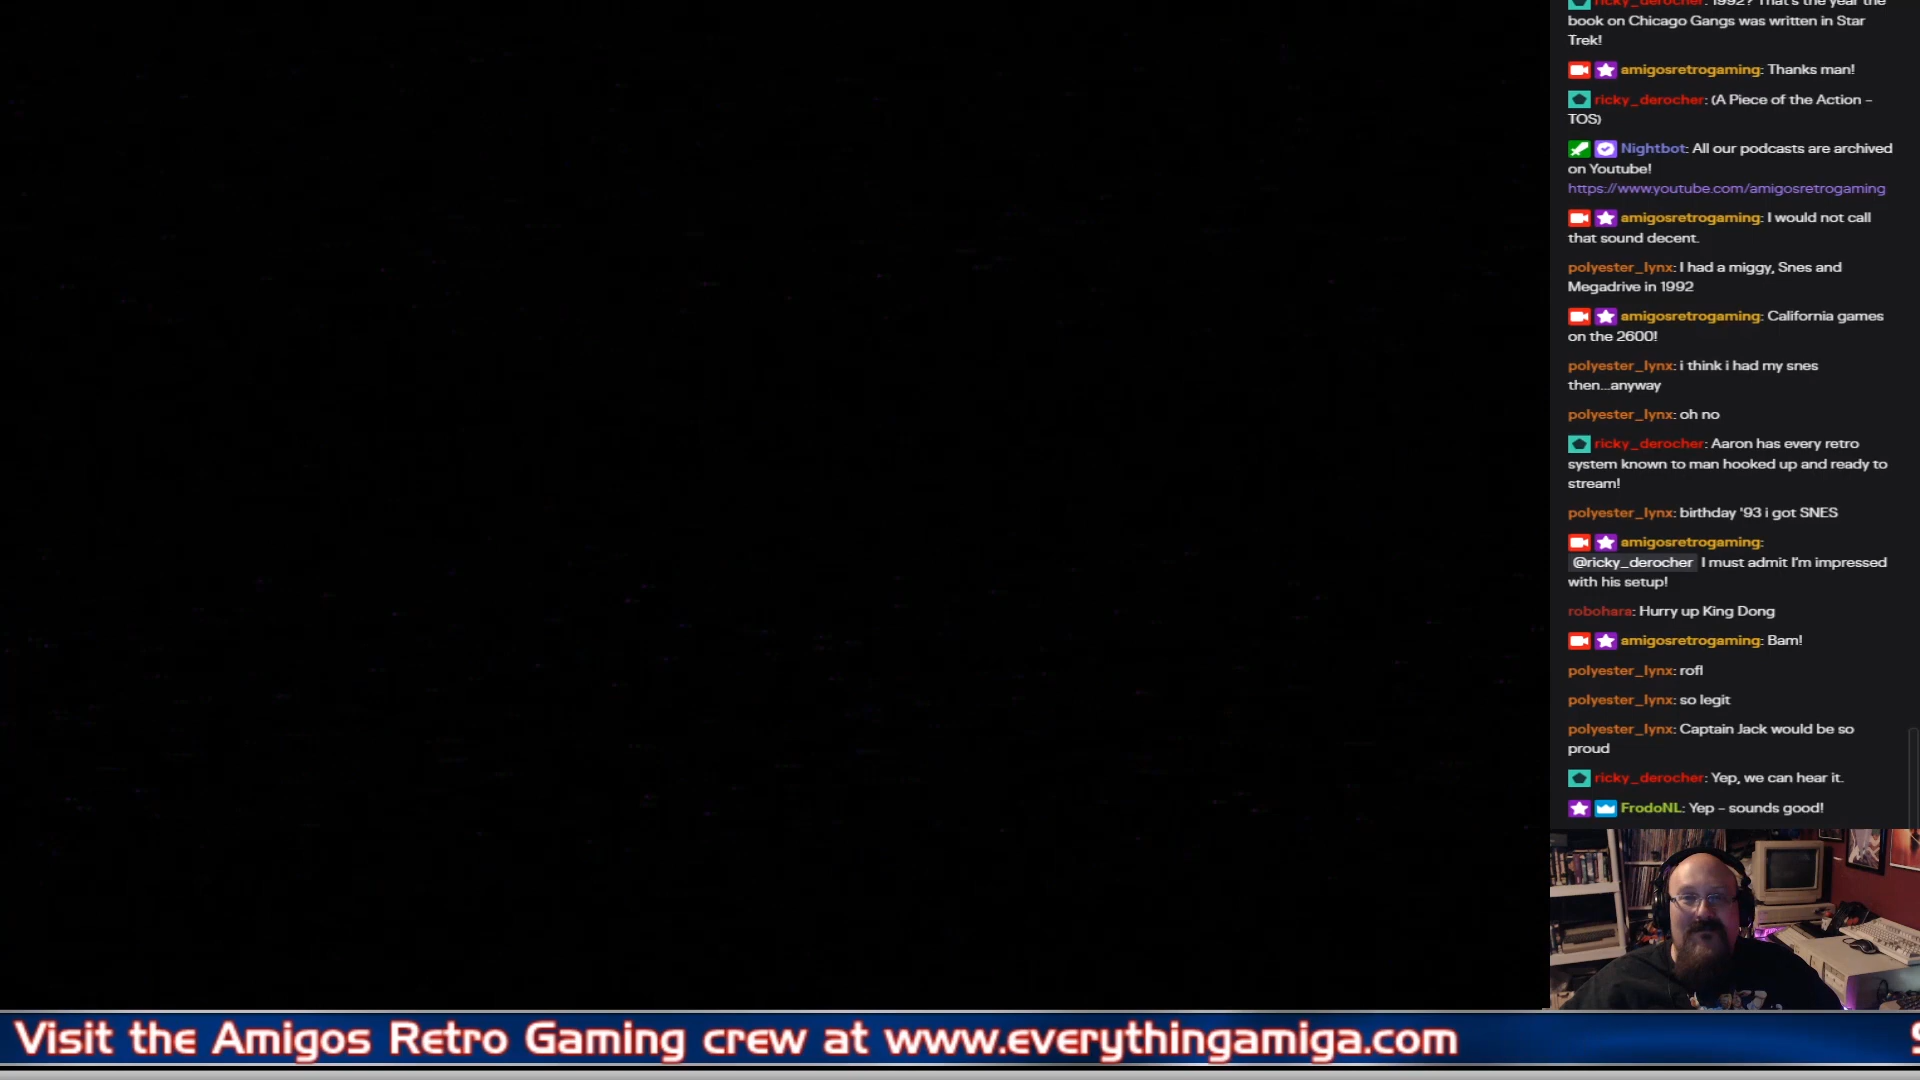 ricky_derocher: 1992? That's the year the
book on Chicago Gangs was written in Star
Trek!
amigosretrogaming: Thanks man!
ricky_derocher: (A Piece of the Action -
TOS)
Nightbot: All our podcasts are archived
on Youtube!
https://www.youtube.com/amigosretrogaming
amigosretrogaming: I would not call
that sound decent.
polyester_lynx: I had a miggy, Snes and
Megadrive in 1992
amigosretrogaming: California games
on the 2600!
polyester_lynx: i think i had my snes
then...anyway
polyester_lynx: oh no
ricky_derocher: Aaron has every retro
system known to man hooked up and ready to
stream!
polyester_lynx: birthday '93 i got SNES
amigosretrogaming:
@ricky_derocher I must admit I'm impressed
with his setup!
robohara: Hurry up King Dong
amigosretrogaming: Bam!
polyester_lynx: rofl
polyester_lynx: so legit
polyester_lynx: Captain Jack would be so
proud
ricky_derocher: Yep, we can hear it.
FrodoNL: Yep - sounds good!
Visit the Amigos Retro Gaming crew at www.everythingamiga.com